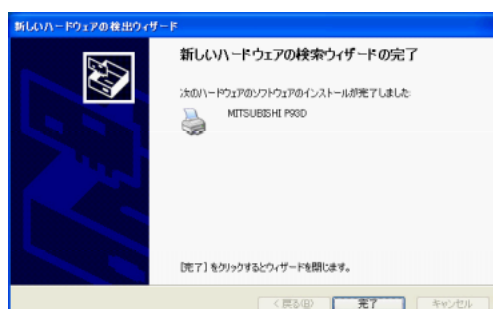 新しいハードウェアの検出ウィザード
新しいハードウェアの検索ウィザードの完了
次のハードウェアのソフトウェアのインストールが完了しました:
MITSUBISHI P93D
[完了] をクリックするとウィザードを閉じます。
< 戻る(B)
完了
キャンセル